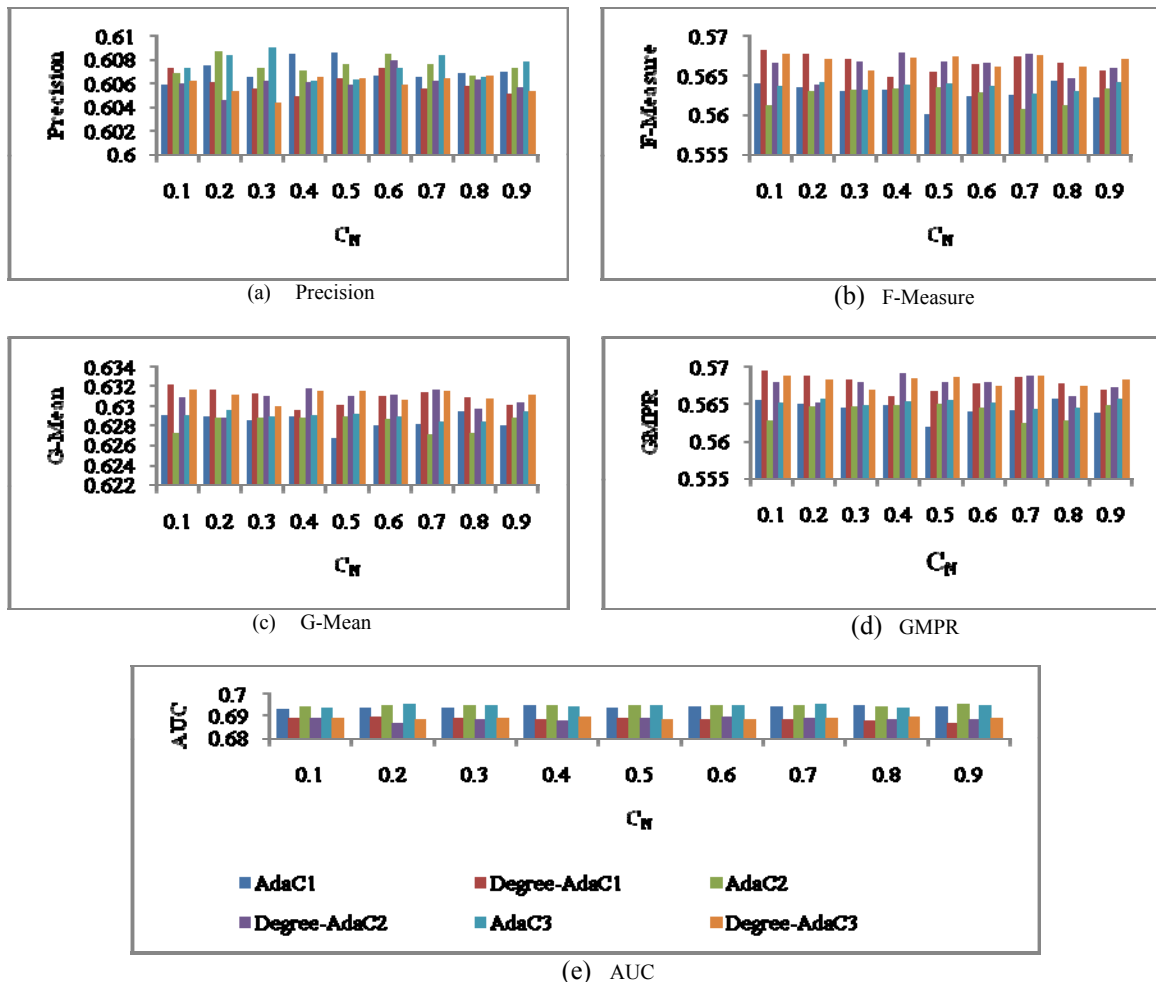 0.61
0.608
0.606
0.604
0.602
0.6
Precision
0.1 0.2 0.3 0.4 0.5 0.6 0.7 0.8 0.9
C_N
(a) Precision
0.57
0.565
0.56
0.555
F-Measure
0.1 0.2 0.3 0.4 0.5 0.6 0.7 0.8 0.9
C_N
(b) F-Measure
0.634
0.632
0.63
0.628
0.626
0.624
0.622
G-Mean
0.1 0.2 0.3 0.4 0.5 0.6 0.7 0.8 0.9
C_N
(c) G-Mean
0.57
0.565
0.56
0.555
GMPR
0.1 0.2 0.3 0.4 0.5 0.6 0.7 0.8 0.9
C_N
(d) GMPR
0.7
0.69
0.68
AUC
0.1 0.2 0.3 0.4 0.5 0.6 0.7 0.8 0.9
C_N
AdaC1 Degree-AdaC1 AdaC2
Degree-AdaC2 AdaC3 Degree-AdaC3
(e) AUC